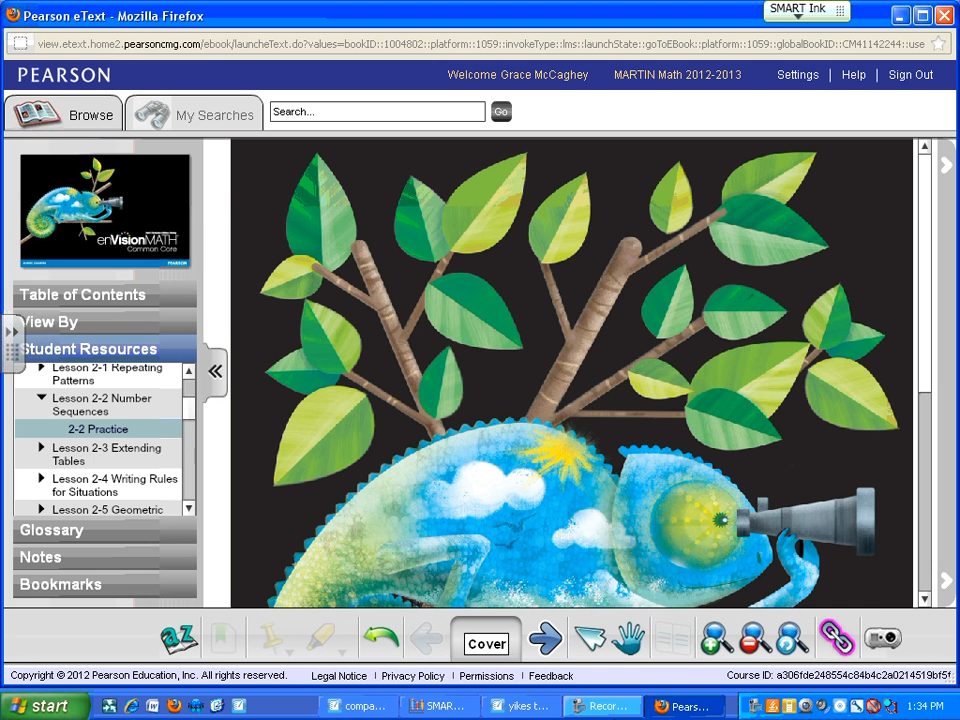 Pearson eText - Mozilla Firefox
SMART Ink
view.etext.home2.pearsoncmg.com/ebook/launcheText.do?values=bookID::1004802::platform::1059::invokeType::lms::launchState::goToEBook::platform::1059::globalBookID::CM41142244::use
PEARSON
Welcome Grace McCaghey
MARTIN Math 2012-2013
Settings | Help | Sign Out
Browse
My Searches
Search...
Go
enVisionMATH
Common Core
PEARSON
Table of Contents
View By
Student Resources
Lesson 2-1 Repeating
Patterns
Lesson 2-2 Number
Sequences
2-2 Practice
Lesson 2-3 Extending
Tables
Lesson 2-4 Writing Rules
for Situations
Lesson 2-5 Geometric
Glossary
Notes
Bookmarks
az
Cover
Copyright © 2012 Pearson Education, Inc. All rights reserved.
Legal Notice | Privacy Policy | Permissions | Feedback
Course ID: a306fde248554c84b4c2a0214519bf5f
start
compa...
SMAR...
yikes t...
Recor...
Pears...
1:34 PM